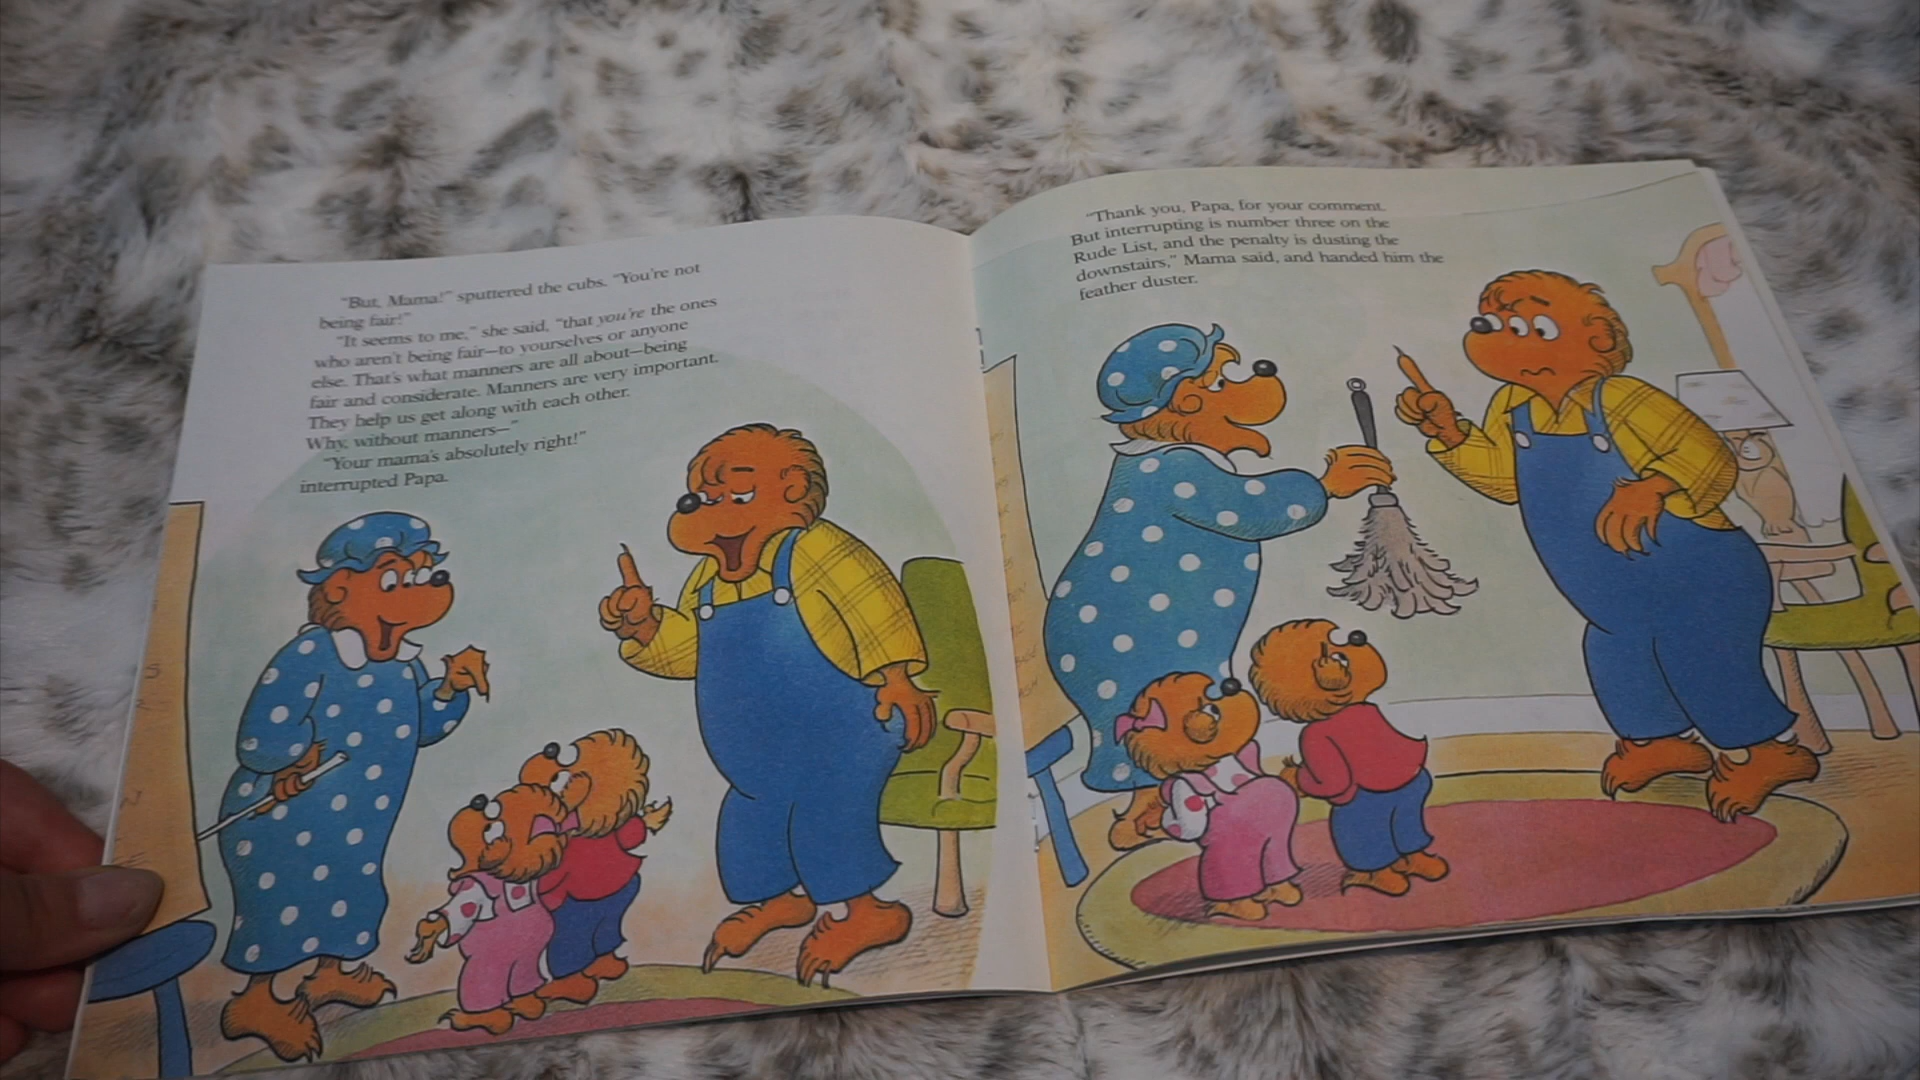 "But, Mama!" sputtered the cubs. "You're not
being fair!"
"It seems to me," she said, "that you're the ones
who aren't being fair—to yourselves or anyone
else. That's what manners are all about—being
fair and considerate. Manners are very important.
They help us get along with each other.
Why, without manners—"
"Your mama's absolutely right!"
interrupted Papa.
"Thank you, Papa, for your comment.
But interrupting is number three on the
Rude List, and the penalty is dusting the
downstairs," Mama said, and handed him the
feather duster.